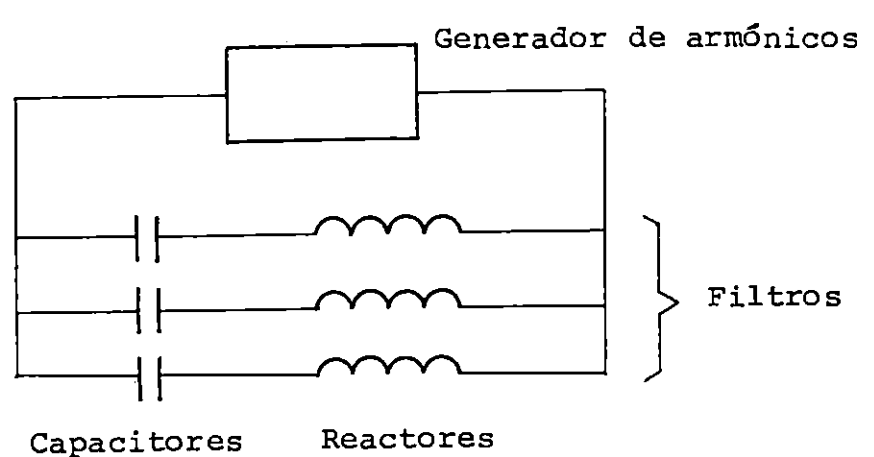 Generador de armónicos
Filtros
Capacitores Reactores